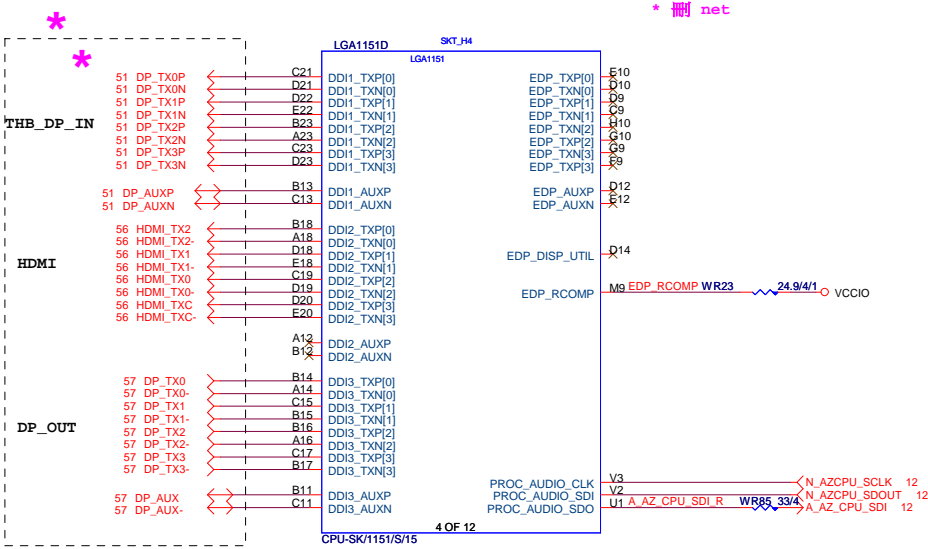 * 刪 net
*
*
LGA1151D
SKT_H4
LGA1151
THB_DP_IN
51 DP_TX0P C21 DDI1_TXP[0]
51 DP_TX0N D21 DDI1_TXN[0]
51 DP_TX1P D22 DDI1_TXP[1]
51 DP_TX1N E22 DDI1_TXN[1]
51 DP_TX2P B23 DDI1_TXP[2]
51 DP_TX2N A23 DDI1_TXN[2]
51 DP_TX3P C23 DDI1_TXP[3]
51 DP_TX3N D23 DDI1_TXN[3]
51 DP_AUXP B13 DDI1_AUXP
51 DP_AUXN C13 DDI1_AUXN
HDMI
56 HDMI_TX2 B18 DDI2_TXP[0]
56 HDMI_TX2- A18 DDI2_TXN[0]
56 HDMI_TX1 D18 DDI2_TXP[1]
56 HDMI_TX1- E18 DDI2_TXN[1]
56 HDMI_TX0 C19 DDI2_TXP[2]
56 HDMI_TX0- D19 DDI2_TXN[2]
56 HDMI_TXC D20 DDI2_TXP[3]
56 HDMI_TXC- E20 DDI2_TXN[3]
A12 DDI2_AUXP
B12 DDI2_AUXN
DP_OUT
57 DP_TX0 B14 DDI3_TXP[0]
57 DP_TX0- A14 DDI3_TXN[0]
57 DP_TX1 C15 DDI3_TXP[1]
57 DP_TX1- B15 DDI3_TXN[1]
57 DP_TX2 B16 DDI3_TXP[2]
57 DP_TX2- A16 DDI3_TXN[2]
57 DP_TX3 C17 DDI3_TXP[3]
57 DP_TX3- B17 DDI3_TXN[3]
57 DP_AUX B11 DDI3_AUXP
57 DP_AUX- C11 DDI3_AUXN
EDP_TXP[0] E10
EDP_TXN[0] D10
EDP_TXP[1] D9
EDP_TXN[1] C9
EDP_TXN[2] H10
EDP_TXN[2] G10
EDP_TXN[3] G9
EDP_TXP[3] F9
EDP_AUXP D12
EDP_AUXN E12
EDP_DISP_UTIL D14
EDP_RCOMP M9 EDP_RCOMP WR23 24.9/4/1 VCCIO
PROC_AUDIO_CLK V3 N_AZCPU_SCLK 12
PROC_AUDIO_SDI V2 N_AZCPU_SDOUT 12
PROC_AUDIO_SDO U1 A_AZ_CPU_SDI_R WR85 33/4 A_AZ_CPU_SDI 12
4 OF 12
CPU-SK/1151/S/15